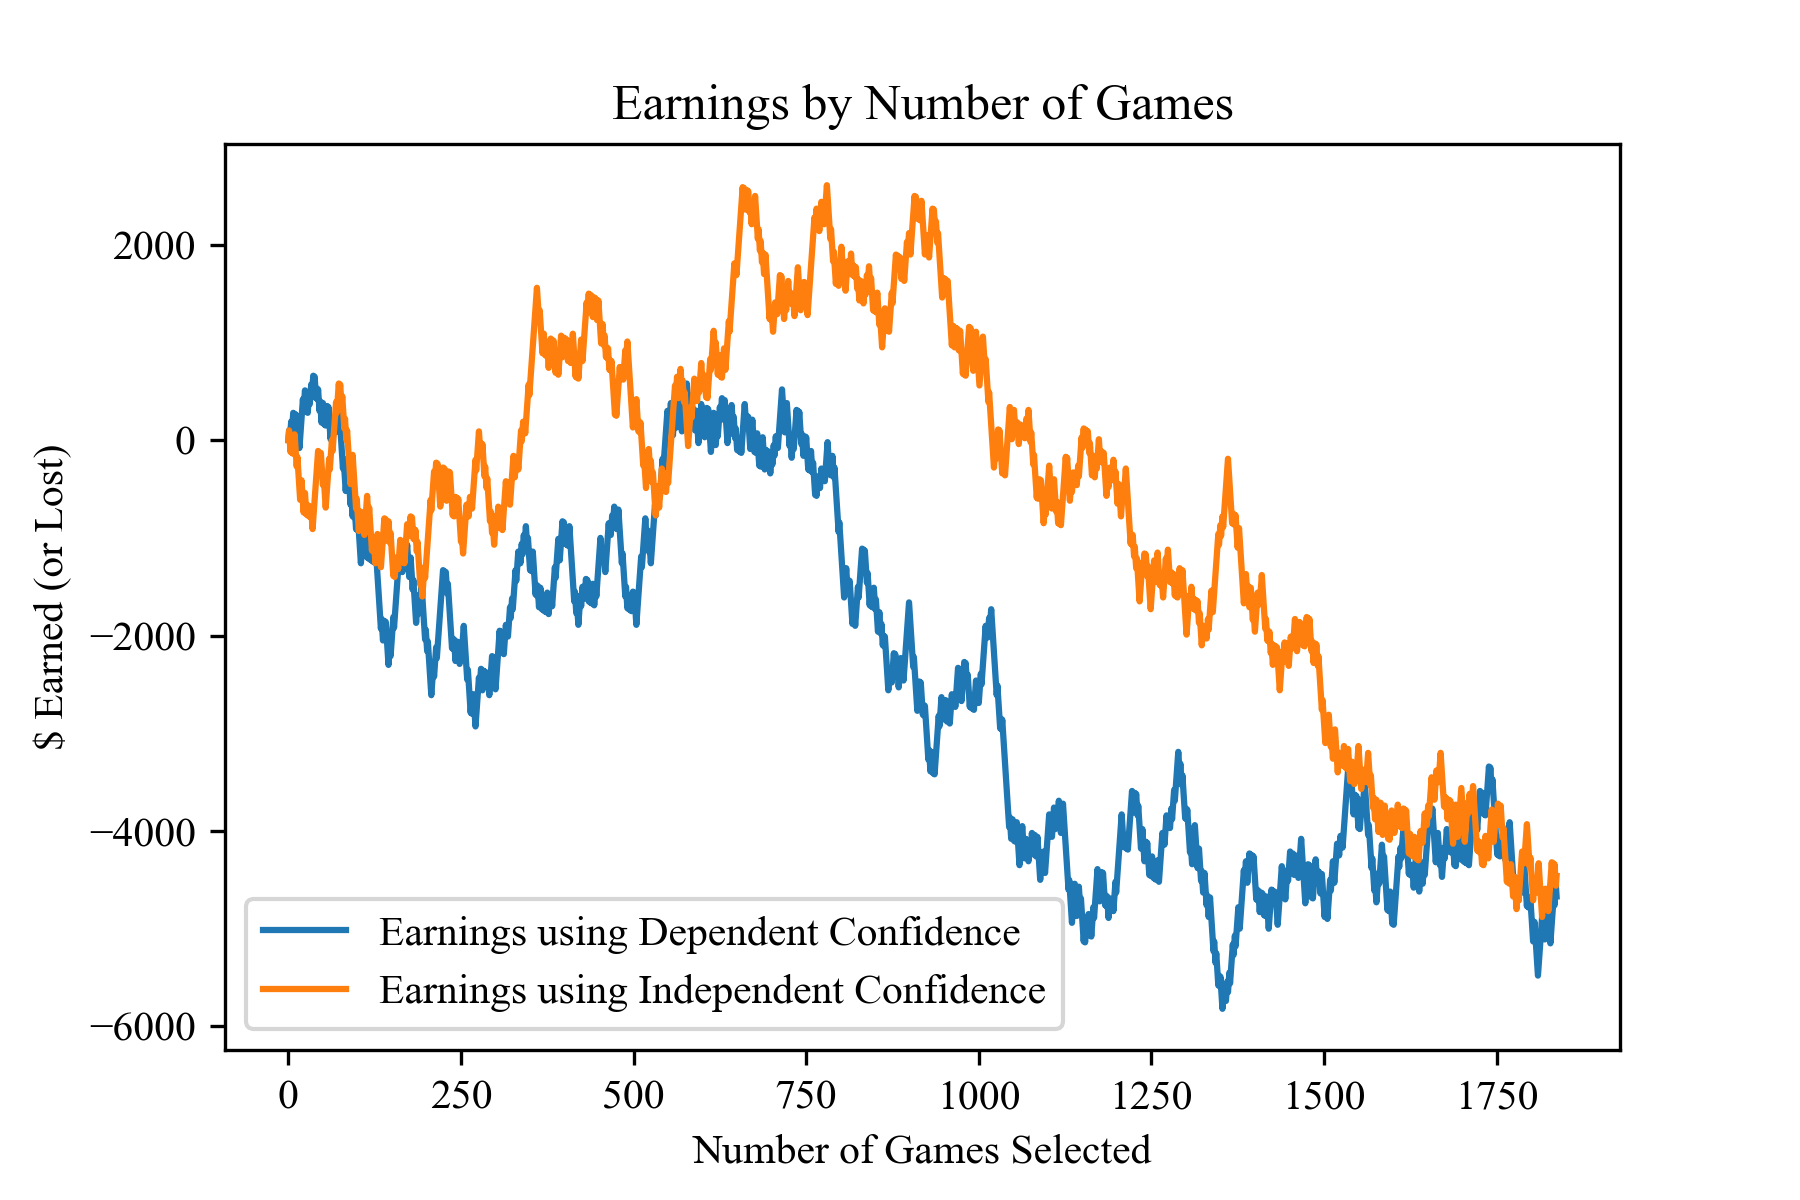 Earnings by Number of Games
$ Earned (or Lost)
2000
0
−2000
−4000
−6000
Earnings using Dependent Confidence
Earnings using Independent Confidence
0 250 500 750 1000 1250 1500 1750
Number of Games Selected